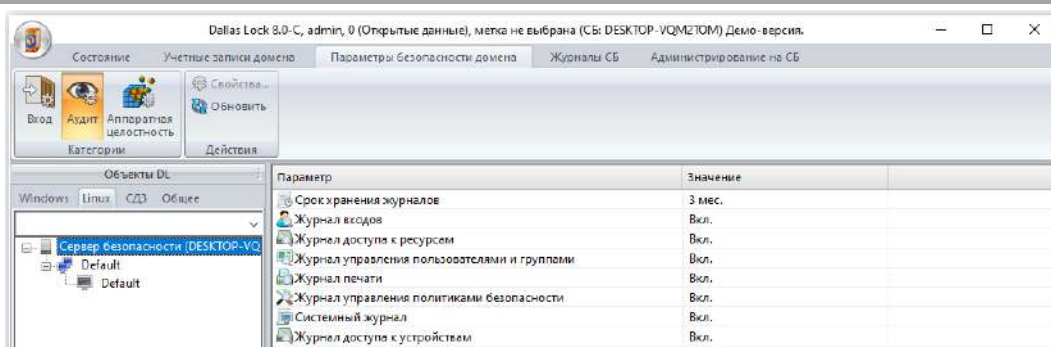 Dallas Lock 8.0-C, admin, 0 (Открытые данные), метка не выбрана (СБ: DESKTOP-VQM2TOM) Демо-версия.
Состояние Учетные записи домена Параметры безопасности домена Журналы СБ Администрирование на СБ
Свойства...
Обновить
Вход Аудит Аппаратная целостность
Категории Действия
Объекты DL
Windows Linux СДЗ Общее
Сервер безопасности (DESKTOP-VQ
Default
Default
Параметр Значение
Срок хранения журналов 3 мес.
Журнал входов Вкл.
Журнал доступа к ресурсам Вкл.
Журнал управления пользователями и группами Вкл.
Журнал печати Вкл.
Журнал управления политиками безопасности Вкл.
Системный журнал Вкл.
Журнал доступа к устройствам Вкл.